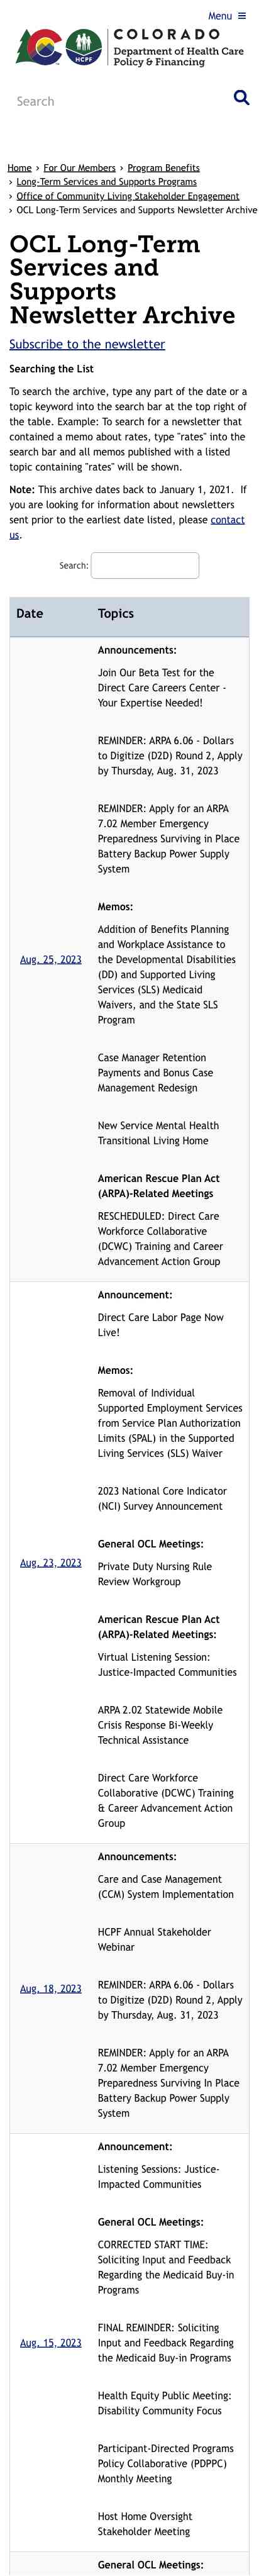 Menu ≡
COLORADO
Department of Health Care
Policy & Financing
CO
HCPF
Search
Home › For Our Members › Program Benefits
› Long-Term Services and Supports Programs
› Office of Community Living Stakeholder Engagement
› OCL Long-Term Services and Supports Newsletter Archive
OCL Long-Term
Services and
Supports
Newsletter Archive
Subscribe to the newsletter
Searching the List
To search the archive, type any part of the date or a
topic keyword into the search bar at the top right of
the table. Example: To search for a newsletter that
contained a memo about rates, type "rates" into the
search bar and all memos published with a listed
topic containing "rates" will be shown.
Note: This archive dates back to January 1, 2021. If
you are looking for information about newsletters
sent prior to the earliest date listed, please contact
us.
Search:
Date Topics
Announcements:
Join Our Beta Test for the
Direct Care Careers Center -
Your Expertise Needed!
REMINDER: ARPA 6.06 - Dollars
to Digitize (D2D) Round 2, Apply
by Thursday, Aug. 31, 2023
REMINDER: Apply for an ARPA
7.02 Member Emergency
Preparedness Surviving in Place
Battery Backup Power Supply
System
Memos:
Addition of Benefits Planning
and Workplace Assistance to
Aug. 25, 2023 the Developmental Disabilities
(DD) and Supported Living
Services (SLS) Medicaid
Waivers, and the State SLS
Program
Case Manager Retention
Payments and Bonus Case
Management Redesign
New Service Mental Health
Transitional Living Home
American Rescue Plan Act
(ARPA)-Related Meetings
RESCHEDULED: Direct Care
Workforce Collaborative
(DCWC) Training and Career
Advancement Action Group
Announcement:
Direct Care Labor Page Now
Live!
Memos:
Removal of Individual
Supported Employment Services
from Service Plan Authorization
Limits (SPAL) in the Supported
Living Services (SLS) Waiver
2023 National Core Indicator
(NCI) Survey Announcement
General OCL Meetings:
Aug. 23, 2023 Private Duty Nursing Rule
Review Workgroup
American Rescue Plan Act
(ARPA)-Related Meetings:
Virtual Listening Session:
Justice-Impacted Communities
ARPA 2.02 Statewide Mobile
Crisis Response Bi-Weekly
Technical Assistance
Direct Care Workforce
Collaborative (DCWC) Training
& Career Advancement Action
Group
Announcements:
Care and Case Management
(CCM) System Implementation
HCPF Annual Stakeholder
Webinar
Aug. 18, 2023 REMINDER: ARPA 6.06 - Dollars
to Digitize (D2D) Round 2, Apply
by Thursday, Aug. 31, 2023
REMINDER: Apply for an ARPA
7.02 Member Emergency
Preparedness Surviving In Place
Battery Backup Power Supply
System
Announcement:
Listening Sessions: Justice-
Impacted Communities
General OCL Meetings:
CORRECTED START TIME:
Soliciting Input and Feedback
Regarding the Medicaid Buy-in
Programs
FINAL REMINDER: Soliciting
Aug. 15, 2023 Input and Feedback Regarding
the Medicaid Buy-in Programs
Health Equity Public Meeting:
Disability Community Focus
Participant-Directed Programs
Policy Collaborative (PDPPC)
Monthly Meeting
Host Home Oversight
Stakeholder Meeting
General OCL Meetings: